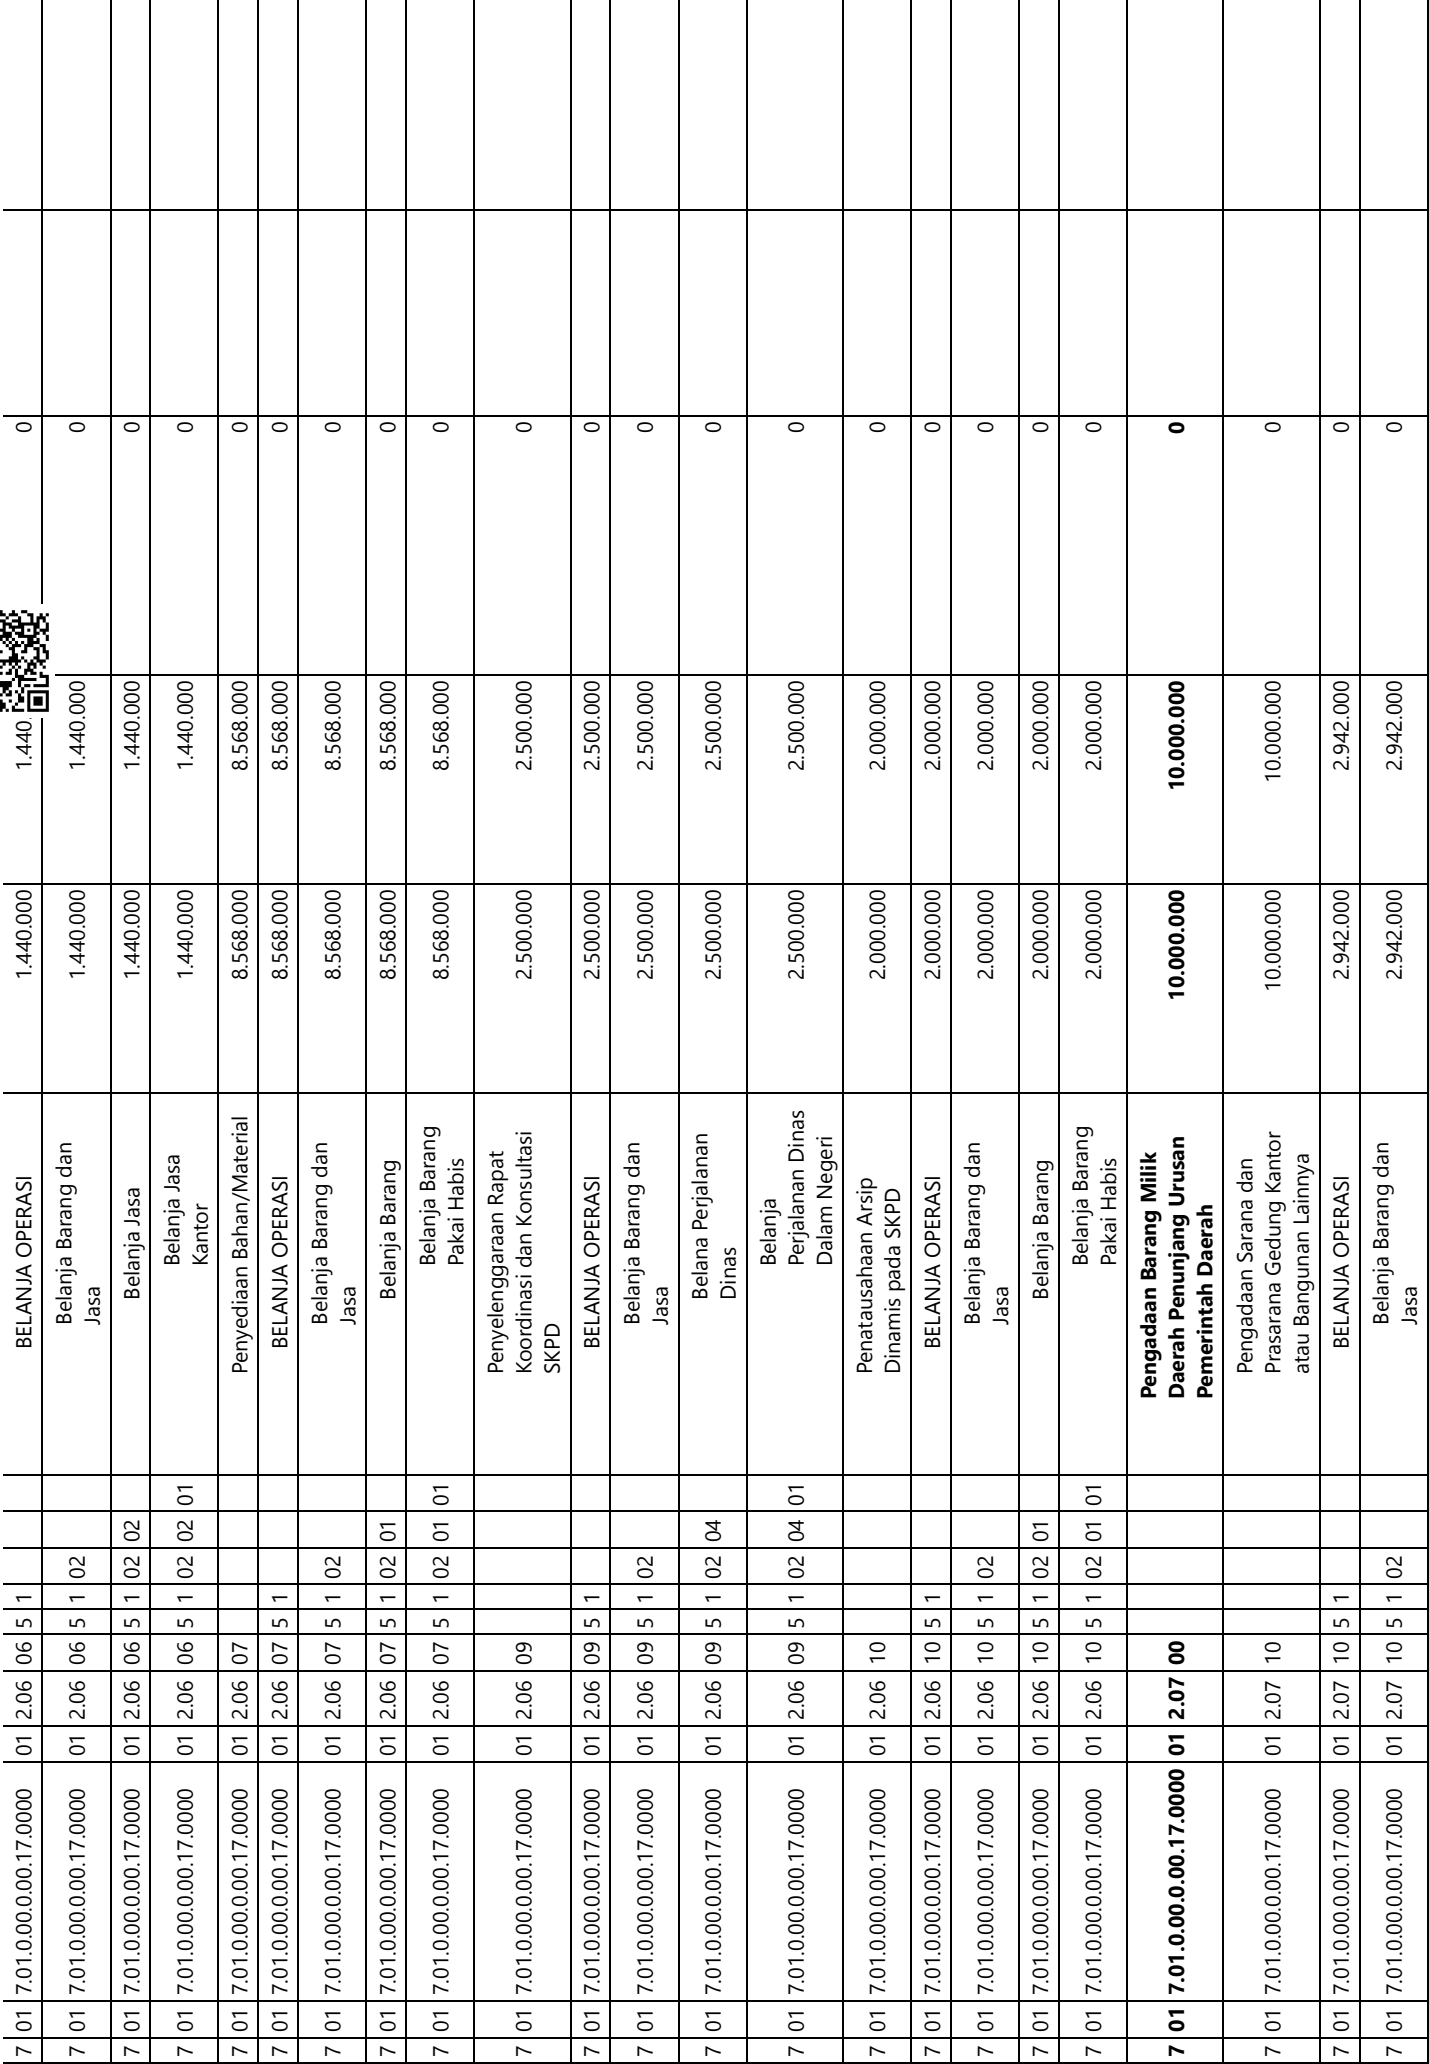 7 01 7.01.0.00.0.00.17.0000 01 2.06 06 5 1 BELANJA OPERASI 1.440.000 1.440. 0
7 01 7.01.0.00.0.00.17.0000 01 2.06 06 5 1 02 Belanja Barang dan 1.440.000 1.440.000 0
Jasa
7 01 7.01.0.00.0.00.17.0000 01 2.06 06 5 1 02 02 Belanja Jasa 1.440.000 1.440.000 0
7 01 7.01.0.00.0.00.17.0000 01 2.06 06 5 1 02 02 01 Belanja Jasa 1.440.000 1.440.000 0
Kantor
7 01 7.01.0.00.0.00.17.0000 01 2.06 07 Penyediaan Bahan/Material 8.568.000 8.568.000 0
7 01 7.01.0.00.0.00.17.0000 01 2.06 07 5 1 BELANJA OPERASI 8.568.000 8.568.000 0
7 01 7.01.0.00.0.00.17.0000 01 2.06 07 5 1 02 Belanja Barang dan 8.568.000 8.568.000 0
Jasa
7 01 7.01.0.00.0.00.17.0000 01 2.06 07 5 1 02 01 Belanja Barang 8.568.000 8.568.000 0
7 01 7.01.0.00.0.00.17.0000 01 2.06 07 5 1 02 01 01 Belanja Barang 8.568.000 8.568.000 0
Pakai Habis
7 01 7.01.0.00.0.00.17.0000 01 2.06 09 Penyelenggaraan Rapat 2.500.000 2.500.000 0
Koordinasi dan Konsultasi
SKPD
7 01 7.01.0.00.0.00.17.0000 01 2.06 09 5 1 BELANJA OPERASI 2.500.000 2.500.000 0
7 01 7.01.0.00.0.00.17.0000 01 2.06 09 5 1 02 Belanja Barang dan 2.500.000 2.500.000 0
Jasa
7 01 7.01.0.00.0.00.17.0000 01 2.06 09 5 1 02 04 Belana Perjalanan 2.500.000 2.500.000 0
Dinas
7 01 7.01.0.00.0.00.17.0000 01 2.06 09 5 1 02 04 01 Belanja 2.500.000 2.500.000 0
Perjalanan Dinas
Dalam Negeri
7 01 7.01.0.00.0.00.17.0000 01 2.06 10 Penatausahaan Arsip 2.000.000 2.000.000 0
Dinamis pada SKPD
7 01 7.01.0.00.0.00.17.0000 01 2.06 10 5 1 BELANJA OPERASI 2.000.000 2.000.000 0
7 01 7.01.0.00.0.00.17.0000 01 2.06 10 5 1 02 Belanja Barang dan 2.000.000 2.000.000 0
Jasa
7 01 7.01.0.00.0.00.17.0000 01 2.06 10 5 1 02 01 Belanja Barang 2.000.000 2.000.000 0
7 01 7.01.0.00.0.00.17.0000 01 2.06 10 5 1 02 01 01 Belanja Barang 2.000.000 2.000.000 0
Pakai Habis
7 01 7.01.0.00.0.00.17.0000 01 2.07 00 Pengadaan Barang Milik 10.000.000 10.000.000 0
Daerah Penunjang Urusan
Pemerintah Daerah
7 01 7.01.0.00.0.00.17.0000 01 2.07 10 Pengadaan Sarana dan 10.000.000 10.000.000 0
Prasarana Gedung Kantor
atau Bangunan Lainnya
7 01 7.01.0.00.0.00.17.0000 01 2.07 10 5 1 BELANJA OPERASI 2.942.000 2.942.000 0
7 01 7.01.0.00.0.00.17.0000 01 2.07 10 5 1 02 Belanja Barang dan 2.942.000 2.942.000 0
Jasa